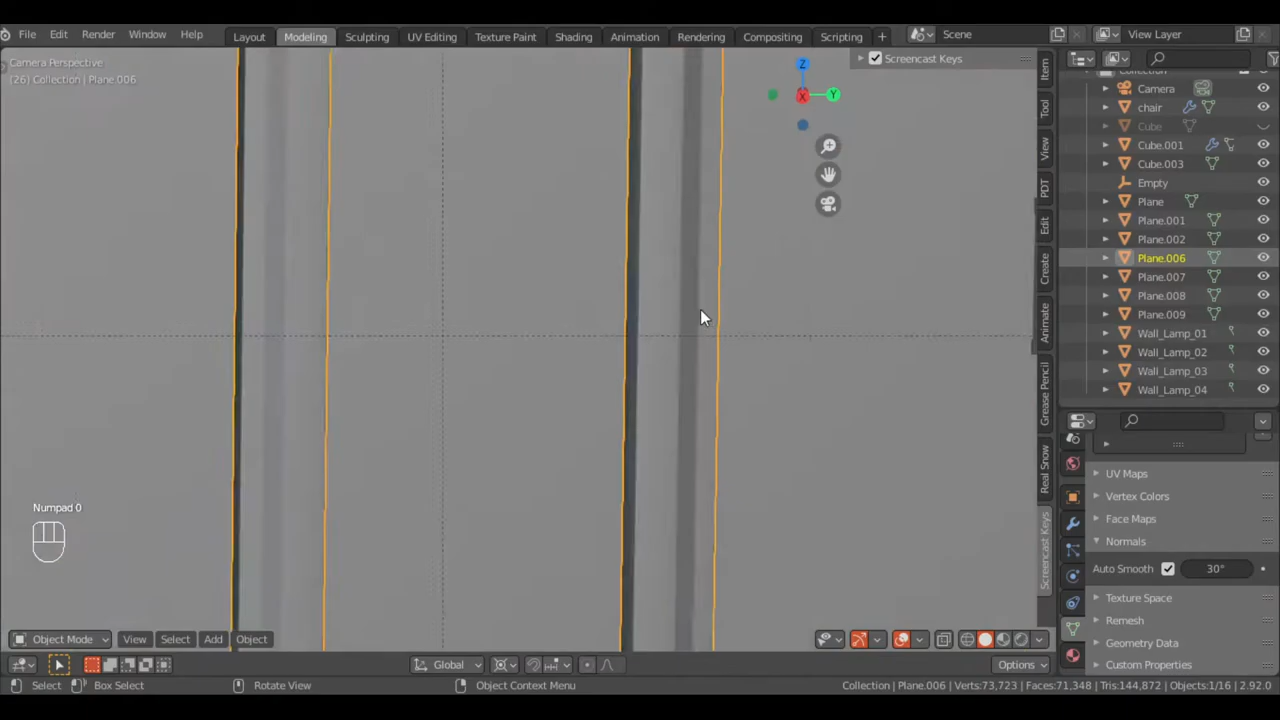 File Edit Render Window Help Layout Modeling Sculpting UV Editing Texture Paint Shading Animation Rendering Compositing Scripting + Scene View Layer
Camera Perspective
(26) Collection | Plane.006
Screencast Keys
Z
X
Y
Item
Tool
View
PDT
Edit
Create
Animate
Grease Pencil
Real Snow
Screencast Keys
Collection
Camera
chair
Cube
Cube.001
Cube.003
Empty
Plane
Plane.001
Plane.002
Plane.006
Plane.007
Plane.008
Plane.009
Wall_Lamp_01
Wall_Lamp_02
Wall_Lamp_03
Wall_Lamp_04
UV Maps
Vertex Colors
Face Maps
Normals
Auto Smooth 30°
Texture Space
Remesh
Geometry Data
Custom Properties
Numpad 0
Object Mode View Select Add Object
Global Options
Select Box Select Rotate View Object Context Menu Collection | Plane.006 | Verts:73,723 | Faces:71,348 | Tris:144,872 | Objects:1/16 | 2.92.0